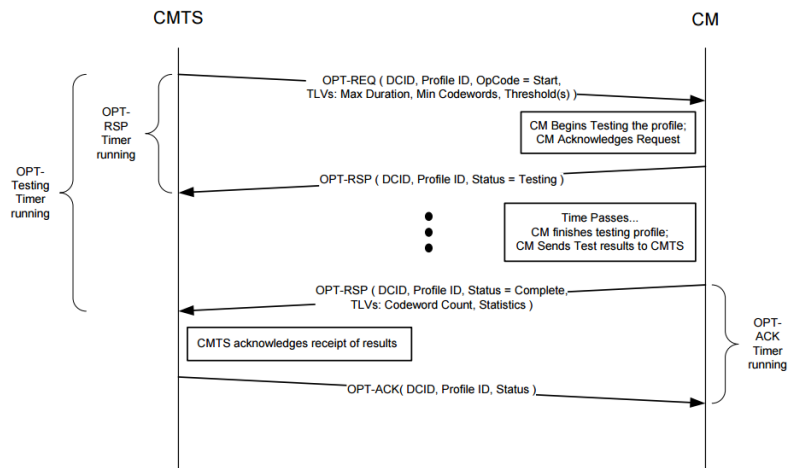 CMTS
CM
OPT-REQ ( DCID, Profile ID, OpCode = Start,
TLVs: Max Duration, Min Codewords, Threshold(s) )
OPT-
RSP
Timer
running
CM Begins Testing the profile;
CM Acknowledges Request
OPT-
Testing
Timer
running
OPT-RSP ( DCID, Profile ID, Status = Testing )
Time Passes...
CM finishes testing profile;
CM Sends Test results to CMTS
OPT-RSP ( DCID, Profile ID, Status = Complete,
TLVs: Codeword Count, Statistics )
CMTS acknowledges receipt of results
OPT-
ACK
Timer
running
OPT-ACK( DCID, Profile ID, Status )